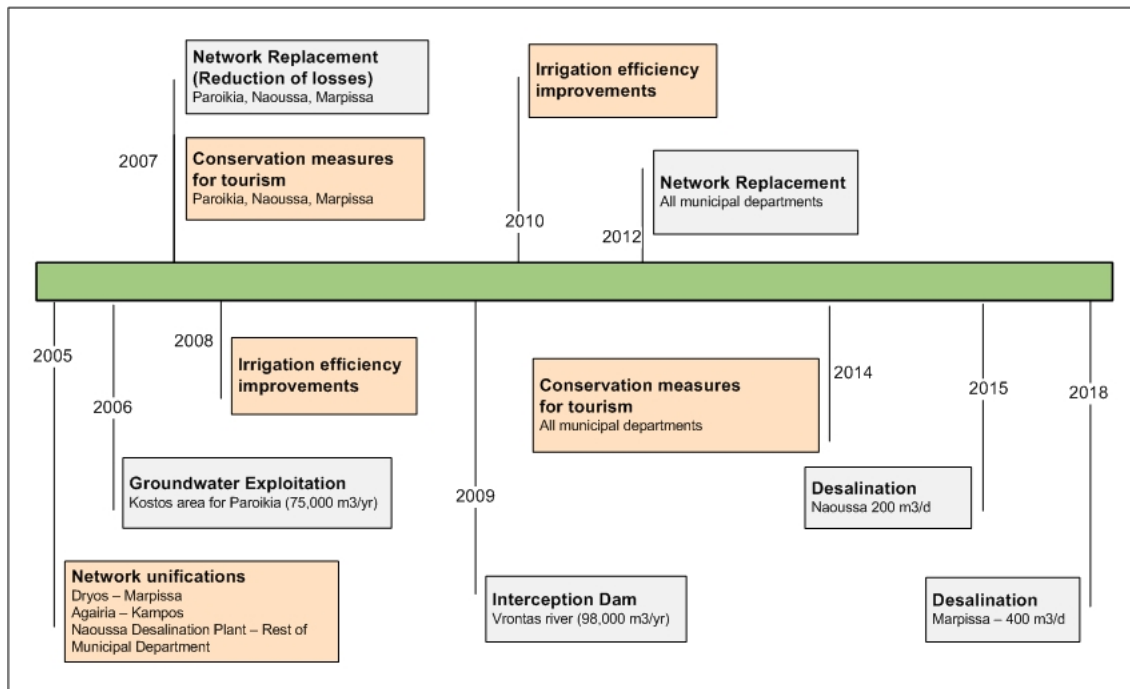 Network Replacement
(Reduction of losses)
Paroikia, Naoussa, Marpissa
Irrigation efficiency
improvements
2007
Conservation measures
for tourism
Paroikia, Naoussa, Marpissa
Network Replacement
All municipal departments
2010
2012
2005
2008
Irrigation efficiency
improvements
2014
Conservation measures
for tourism
All municipal departments
2015
2018
2006
Groundwater Exploitation
Kostos area for Paroikia (75,000 m3/yr)
2009
Desalination
Naoussa 200 m3/d
Network unifications
Dryos – Marpissa
Agairia – Kampos
Naoussa Desalination Plant – Rest of
Municipal Department
Interception Dam
Vrontas river (98,000 m3/yr)
Desalination
Marpissa – 400 m3/d